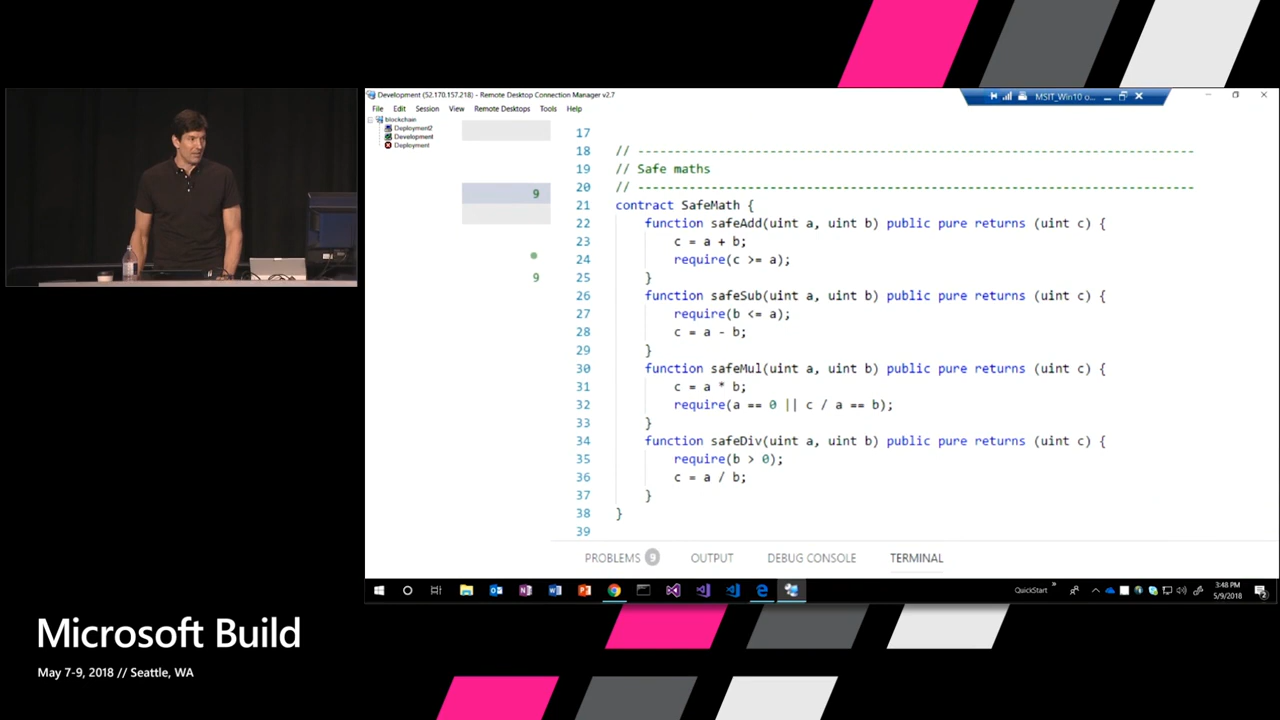 Development (52.170.157.218) - Remote Desktop Connection Manager v2.7
MSIT_Win10 o...
File Edit Session View Remote Desktops Tools Help
blockchain
Deployment2
Development
Deployment
9
9
17
18 // -----------------------------------------------------------------------------
19 // Safe maths
20 // -----------------------------------------------------------------------------
21 contract SafeMath {
22 function safeAdd(uint a, uint b) public pure returns (uint c) {
23 c = a + b;
24 require(c >= a);
25 }
26 function safeSub(uint a, uint b) public pure returns (uint c) {
27 require(b <= a);
28 c = a - b;
29 }
30 function safeMul(uint a, uint b) public pure returns (uint c) {
31 c = a * b;
32 require(a == 0 || c / a == b);
33 }
34 function safeDiv(uint a, uint b) public pure returns (uint c) {
35 require(b > 0);
36 c = a / b;
37 }
38 }
39
PROBLEMS 9 OUTPUT DEBUG CONSOLE TERMINAL
QuickStart
3:48 PM
5/9/2018
Microsoft Build
May 7-9, 2018 // Seattle, WA